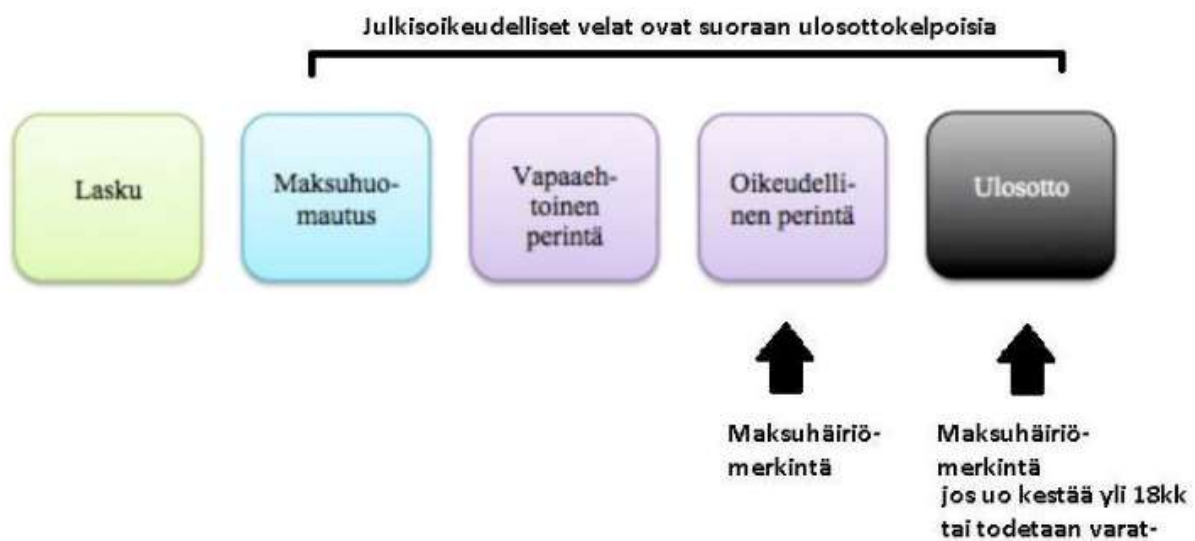 Julkisoikeudelliset velat ovat suoraan ulosottokelpoisia
Lasku
Maksuhuo-
mautus
Vapaaeh-
toinen
perintä
Oikeudelli-
nen perintä
Ulosotto
Maksuhäiriö-
merkintä
Maksuhäiriö-
merkintä
jos uo kestää yli 18kk
tai todetaan varat-